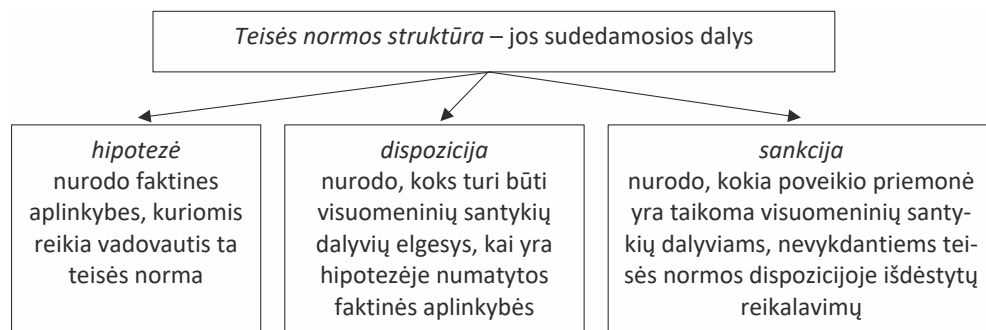 Teisės normos struktūra – jos sudedamosios dalys
hipotezė
nurodo faktines
aplinkybes, kuriomis
reikia vadovautis ta
teisės norma
dispozicija
nurodo, koks turi būti
visuomeninių santykių
dalyvių elgesys, kai yra
hipotezėje numatytos
faktinės aplinkybės
sankcija
nurodo, kokia poveikio priemonė
yra taikoma visuomeninių santy-
kių dalyviams, nevykdantiems tei-
sės normos dispozicijoje išdėstytų
reikalavimų